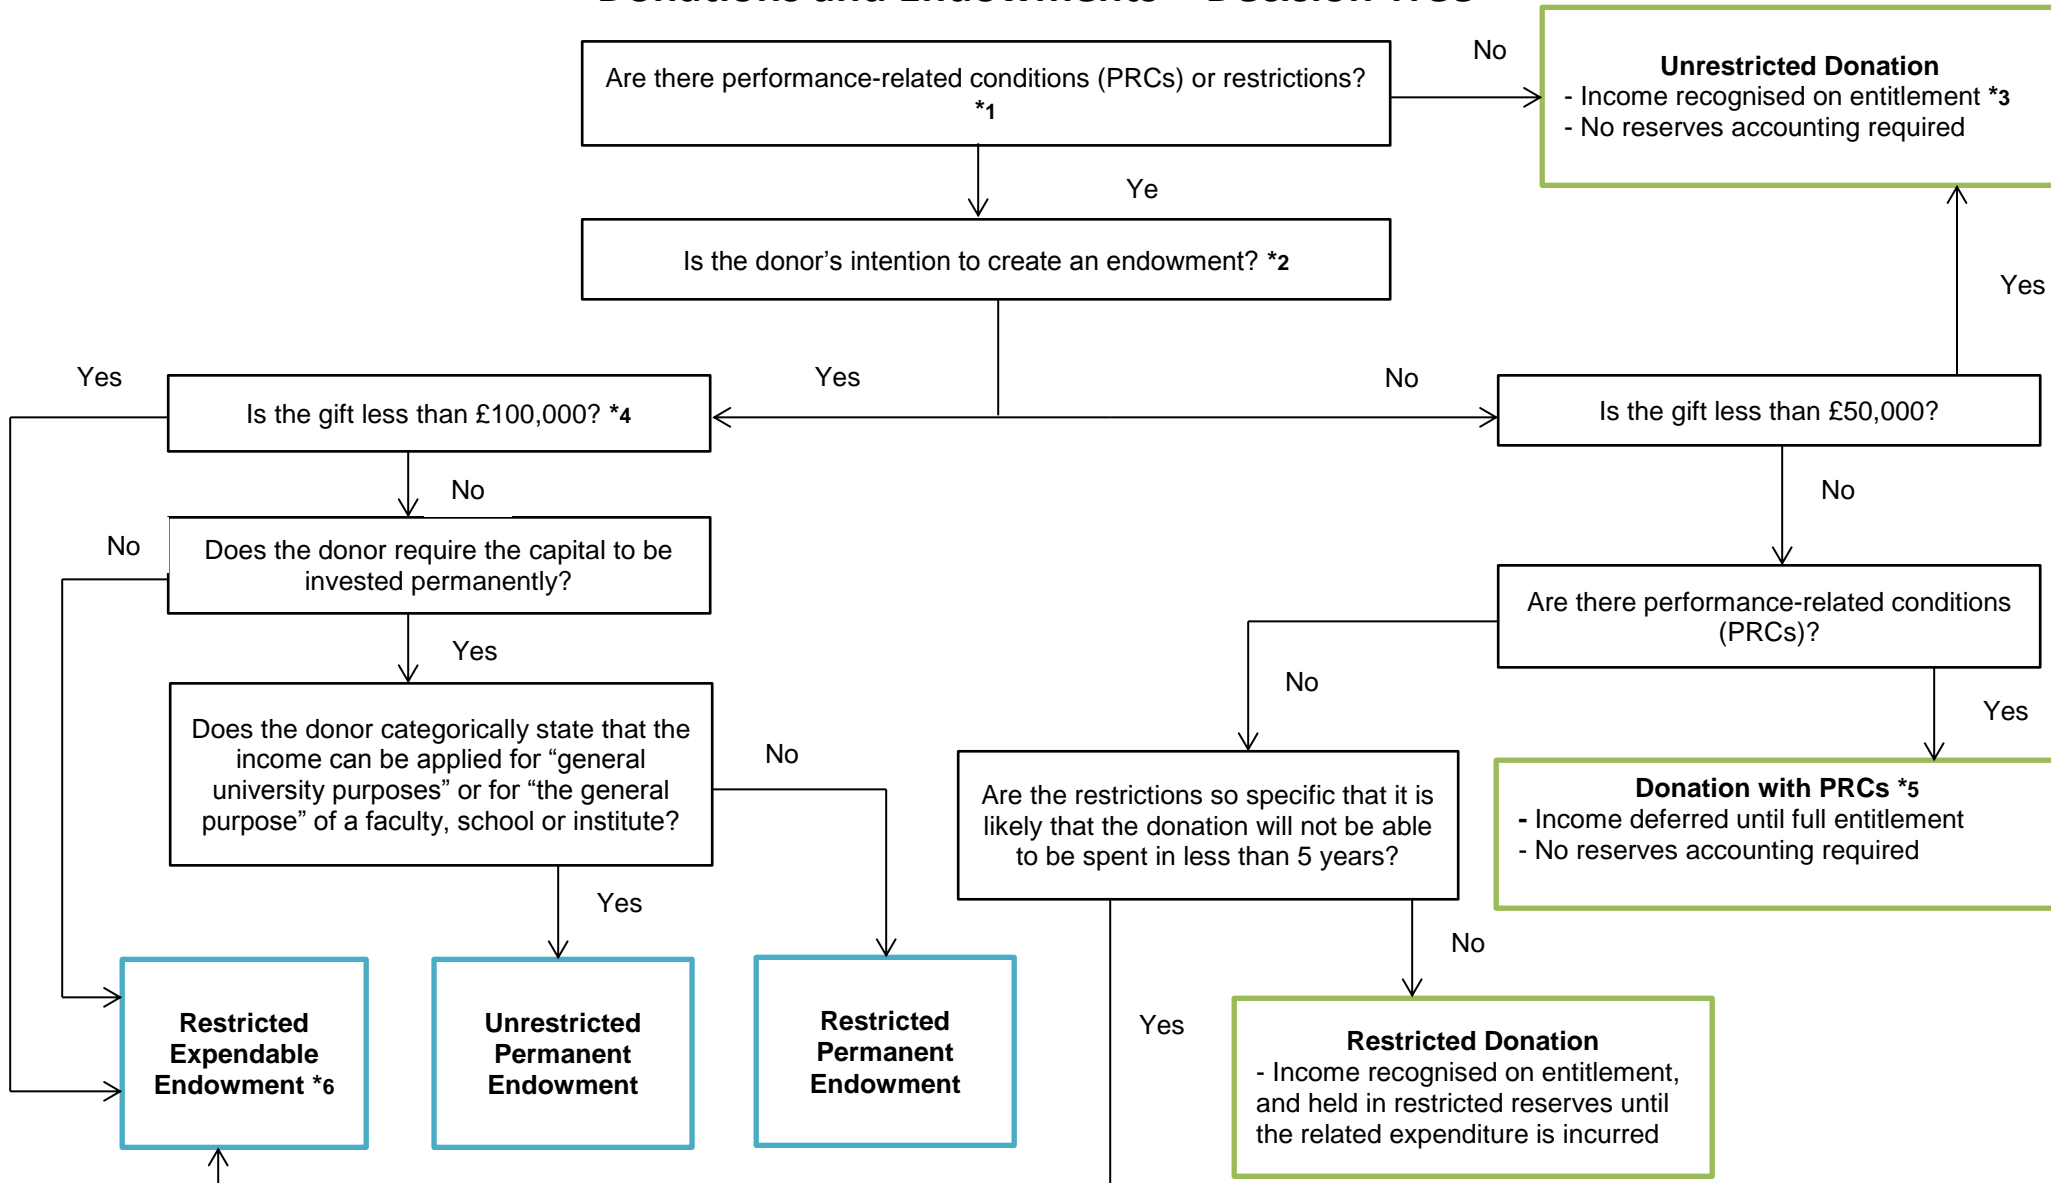 Donations and Endowments – Decision Tree
Are there performance-related conditions (PRCs) or restrictions?
*1
No
Unrestricted Donation
- Income recognised on entitlement *3
- No reserves accounting required
Ye
Is the donor’s intention to create an endowment? *2
Yes
Yes
Is the gift less than £100,000? *4
Yes
No
Is the gift less than £50,000?
No
No
No
Does the donor require the capital to be
invested permanently?
Are there performance-related conditions
(PRCs)?
Yes
No
Yes
Does the donor categorically state that the
income can be applied for “general
university purposes” or for “the general
purpose” of a faculty, school or institute?
No
Are the restrictions so specific that it is
likely that the donation will not be able
to be spent in less than 5 years?
Donation with PRCs *5
- Income deferred until full entitlement
- No reserves accounting required
Yes
No
Restricted
Expendable
Endowment *6
Unrestricted
Permanent
Endowment
Restricted
Permanent
Endowment
Yes
Restricted Donation
- Income recognised on entitlement,
and held in restricted reserves until
the related expenditure is incurred